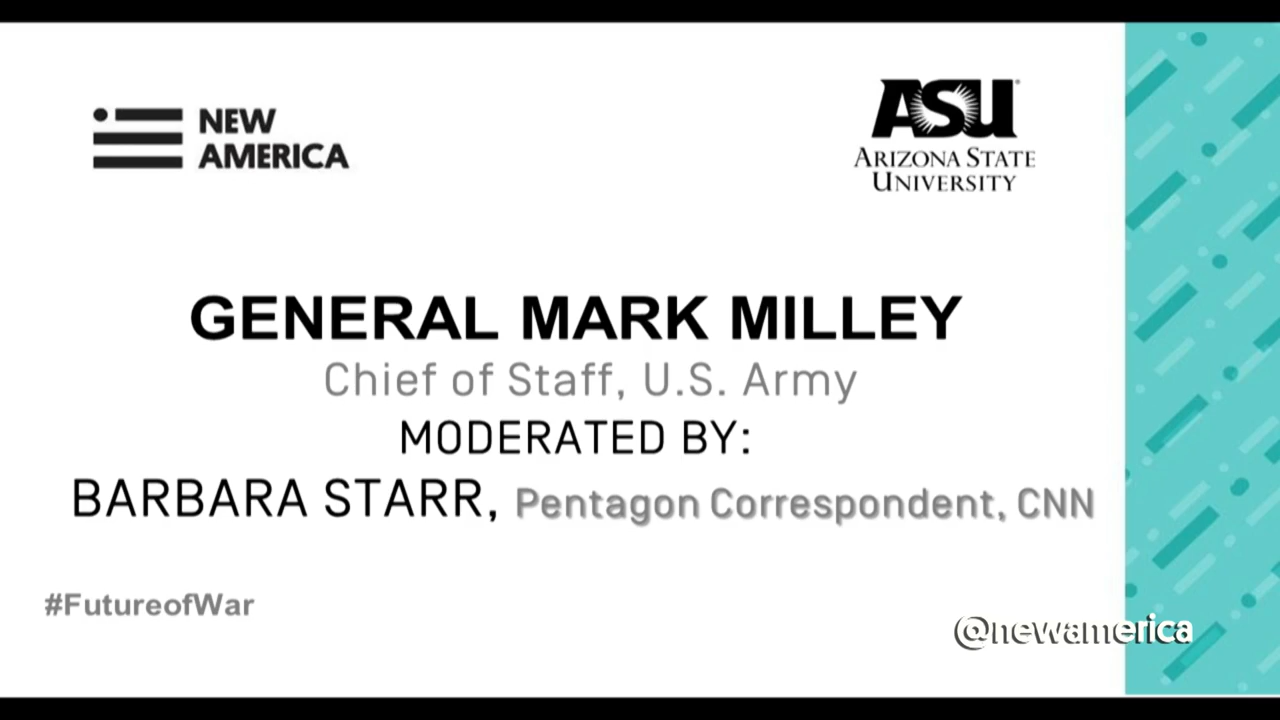 NEW
AMERICA
ASU
ARIZONA STATE
UNIVERSITY
GENERAL MARK MILLEY
Chief of Staff, U.S. Army
MODERATED BY:
BARBARA STARR, Pentagon Correspondent, CNN
#FutureofWar
@newamerica